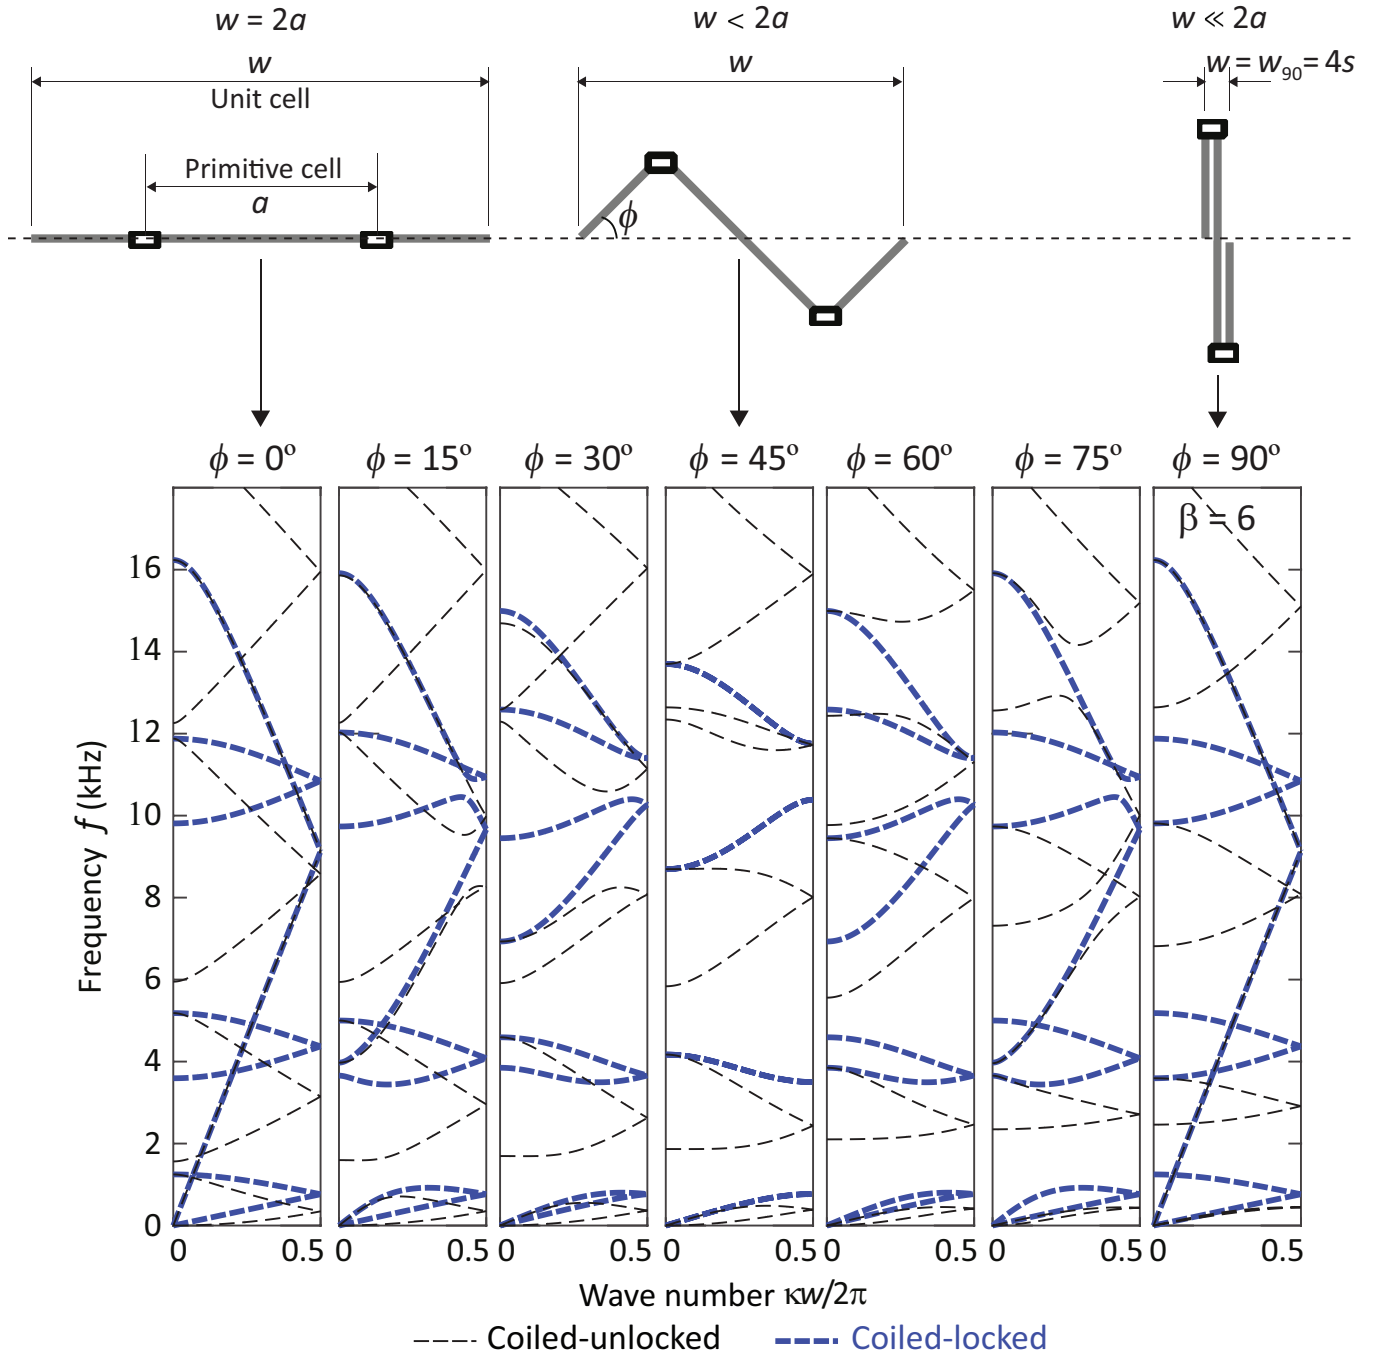 w = 2a
w < 2a
w ≪ 2a
w
w
w = w90 = 4s
Unit cell
Primitive cell
a
ϕ
ϕ = 0º
ϕ = 15º
ϕ = 30º
ϕ = 45º
ϕ = 60º
ϕ = 75º
ϕ = 90º
β = 6
16
14
12
10
8
6
4
2
0
Frequency f (kHz)
0 0.5 0 0.5 0 0.5 0 0.5 0 0.5 0 0.5 0 0.5
Wave number κw/2π
Coiled-unlocked
Coiled-locked